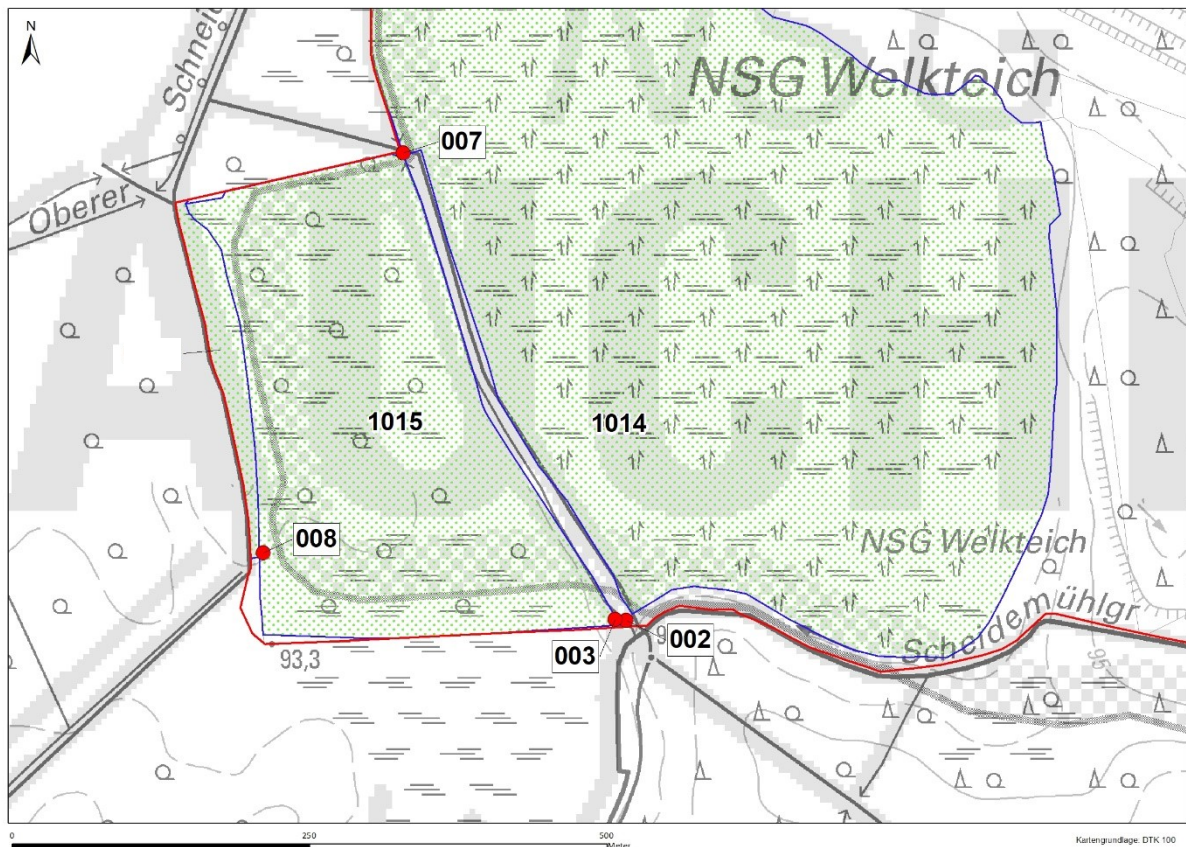 N
Schneid
NSG Welkteich
007
Oberer
1015
1014
008
NSG Welkteich
Scheidemühlgr
003
002
93,3
95
0
250
500
Meter
Kartengrundlage: DTK 100